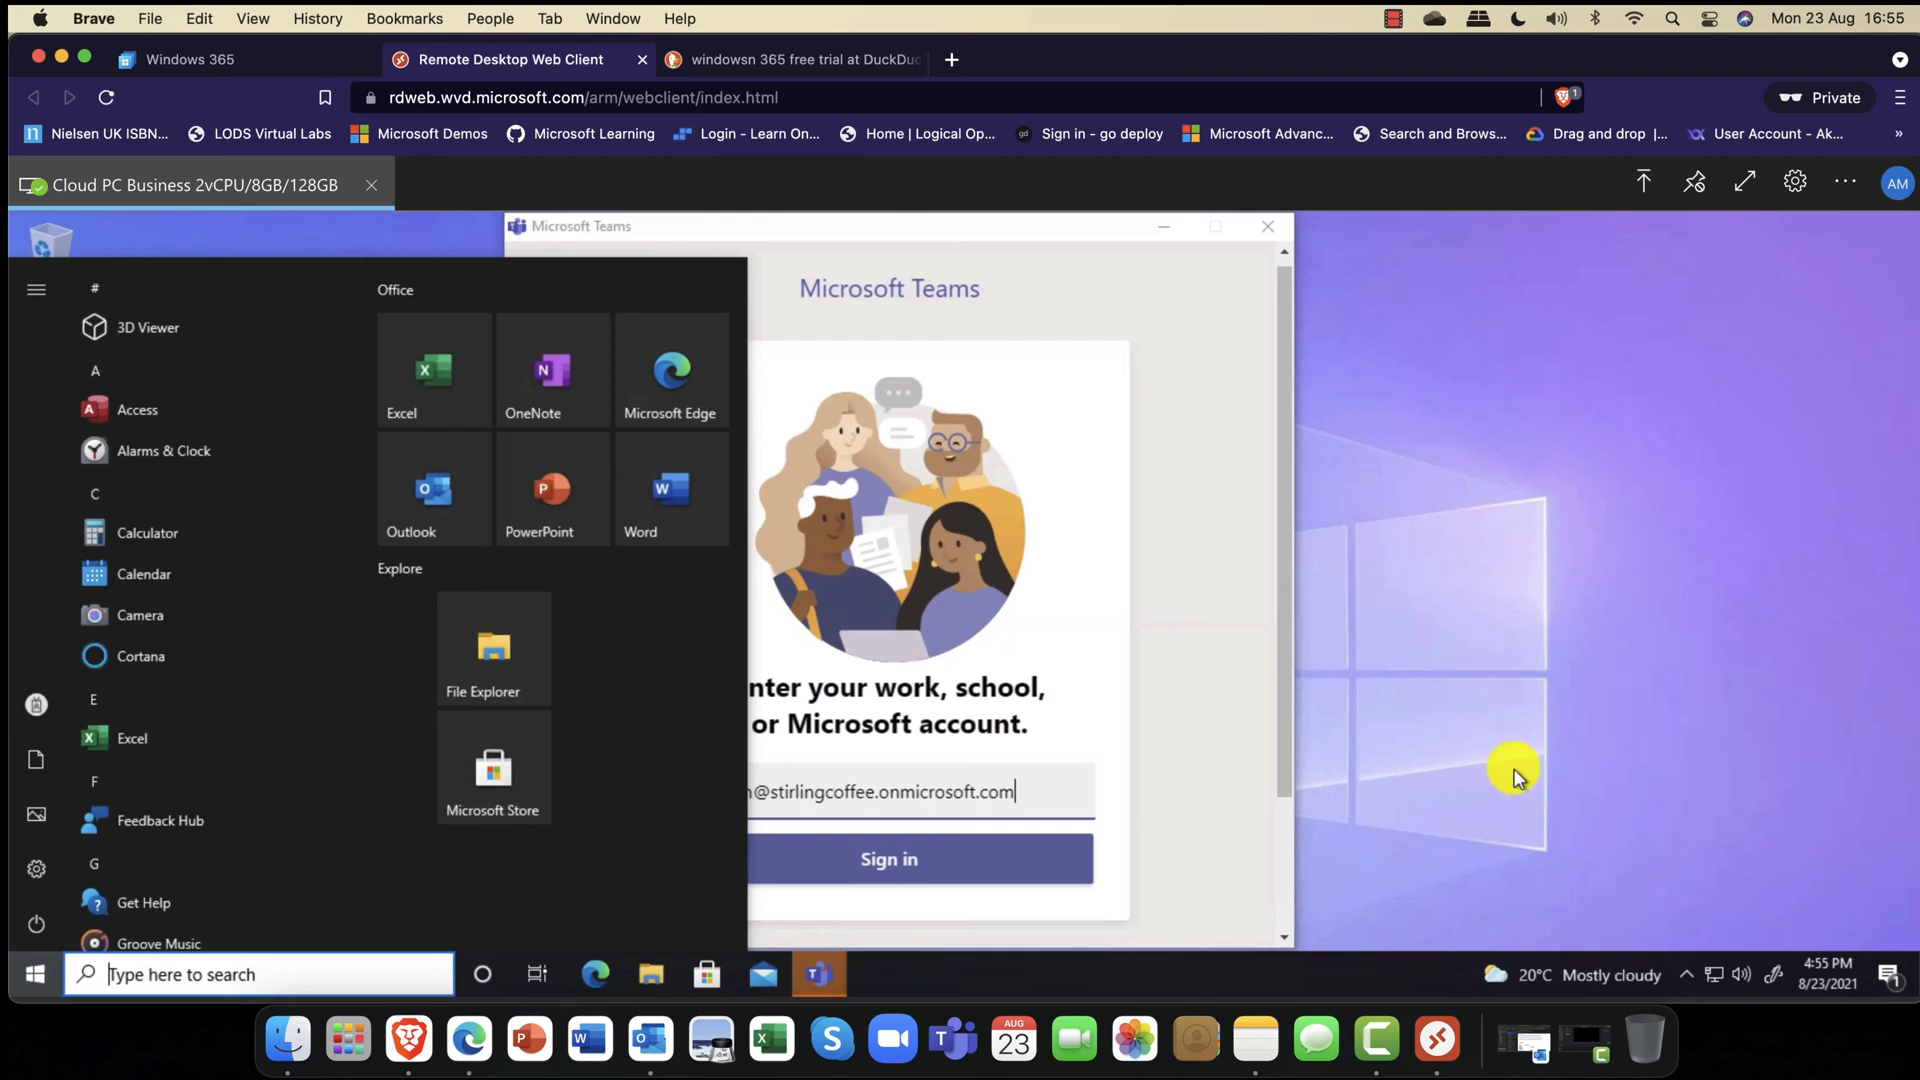 Brave File Edit View History Bookmarks People Tab Window Help Mon 23 Aug 16:55
Windows 365 Remote Desktop Web Client windowsn 365 free trial at DuckDuc
rdweb.wvd.microsoft.com/arm/webclient/index.html 1 Private
Nielsen UK ISBN... LODS Virtual Labs Microsoft Demos Microsoft Learning Login - Learn On... Home | Logical Op... gd Sign in - go deploy Microsoft Advanc... Search and Brows... Drag and drop |... User Account - Ak... »
Cloud PC Business 2vCPU/8GB/128GB AM
Microsoft Teams
Microsoft Teams
#
3D Viewer
A
Access
Alarms & Clock
C
Calculator
Calendar
Camera
Cortana
E
Excel
F
Feedback Hub
G
Get Help
Groove Music
Office
Excel OneNote Microsoft Edge
Outlook PowerPoint Word
Explore
File Explorer
Microsoft Store
nter your work, school,
or Microsoft account.
@stirlingcoffee.onmicrosoft.com
Sign in
Type here to search
20°C Mostly cloudy 4:55 PM
8/23/2021 1
AUG
23